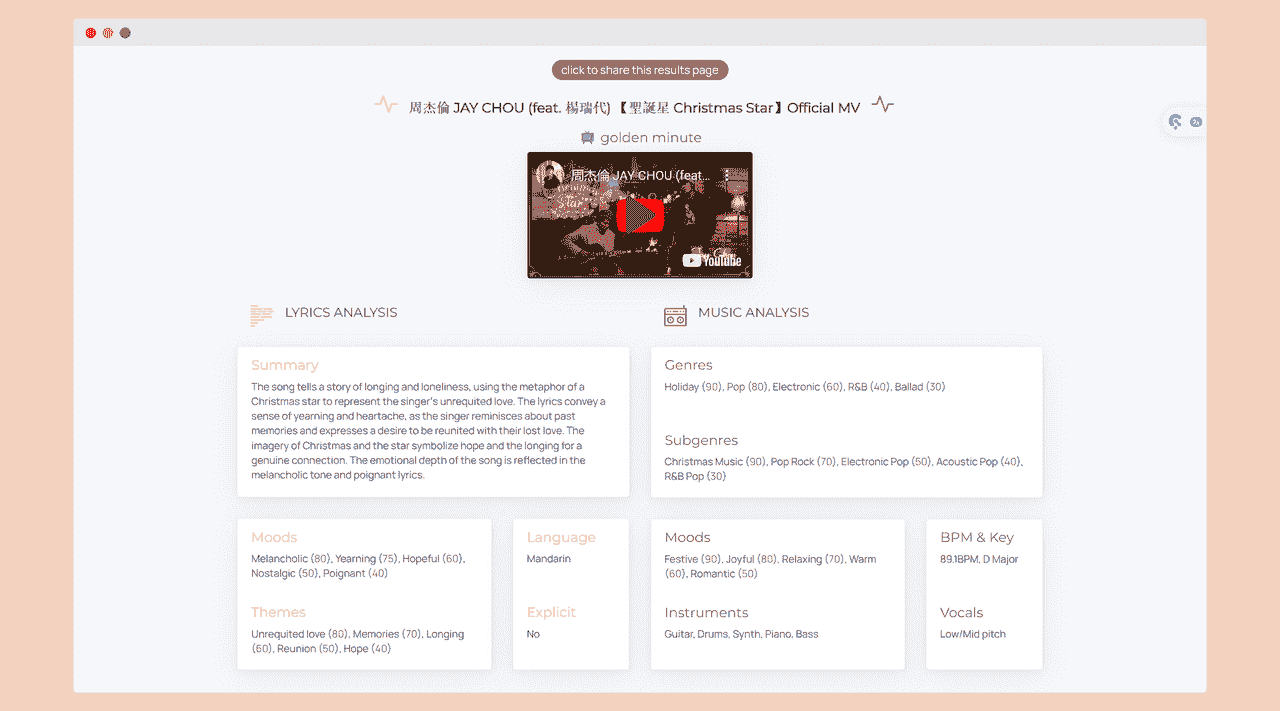 click to share this results page
周杰倫 JAY CHOU (feat. 楊瑞代) 【聖誕星 Christmas Star】Official MV
golden minute
周杰倫 JAY CHOU (feat...
YouTube
LYRICS ANALYSIS
Summary
The song tells a story of longing and loneliness, using the metaphor of a
Christmas star to represent the singer's unrequited love. The lyrics convey a
sense of yearning and heartache, as the singer reminisces about past
memories and expresses a desire to be reunited with their lost love. The
imagery of Christmas and the star symbolize hope and the longing for a
genuine connection. The emotional depth of the song is reflected in the
melancholic tone and poignant lyrics.
Moods
Melancholic (80), Yearning (75), Hopeful (60),
Nostalgic (50), Poignant (40)
Themes
Unrequited love (80), Memories (70), Longing
(60), Reunion (50), Hope (40)
Language
Mandarin
Explicit
No
MUSIC ANALYSIS
Genres
Holiday (90), Pop (80), Electronic (60), R&B (40), Ballad (30)
Subgenres
Christmas Music (90), Pop Rock (70), Electronic Pop (50), Acoustic Pop (40),
R&B Pop (30)
Moods
Festive (90), Joyful (80), Relaxing (70), Warm
(60), Romantic (50)
Instruments
Guitar, Drums, Synth, Piano, Bass
BPM & Key
89.1BPM, D Major
Vocals
Low/Mid pitch